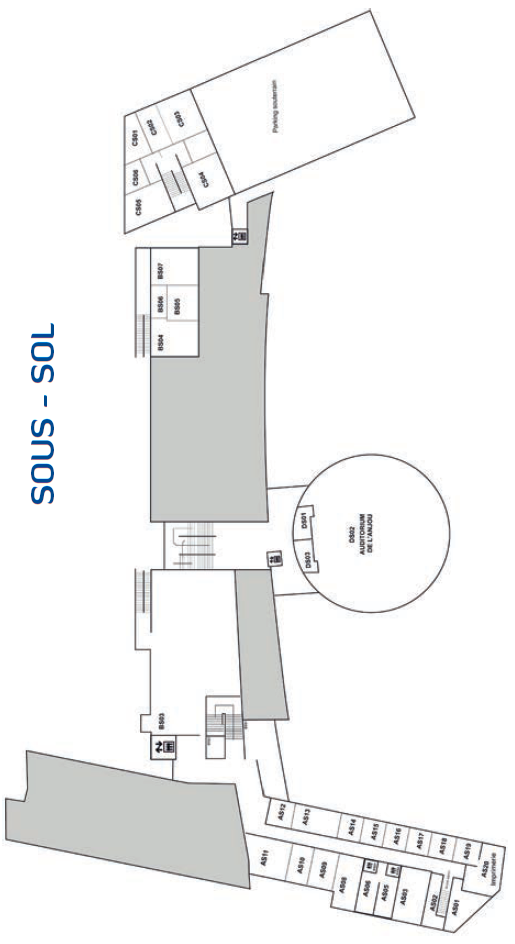 SOUS - SOL
Parking souterrain
CS01
CS02
CS03
CS06
CS04
CS05
BS07
BS06
BS05
BS04
DS01
DS03
DS02
AUDITORIUM
DE L'ANJOU
BS03
AS12
AS13
AS14
AS15
AS16
AS17
AS18
AS19
AS20
Imprimerie
AS11
AS10
AS09
AS08
AS06
AS05
AS03
AS02
AS01